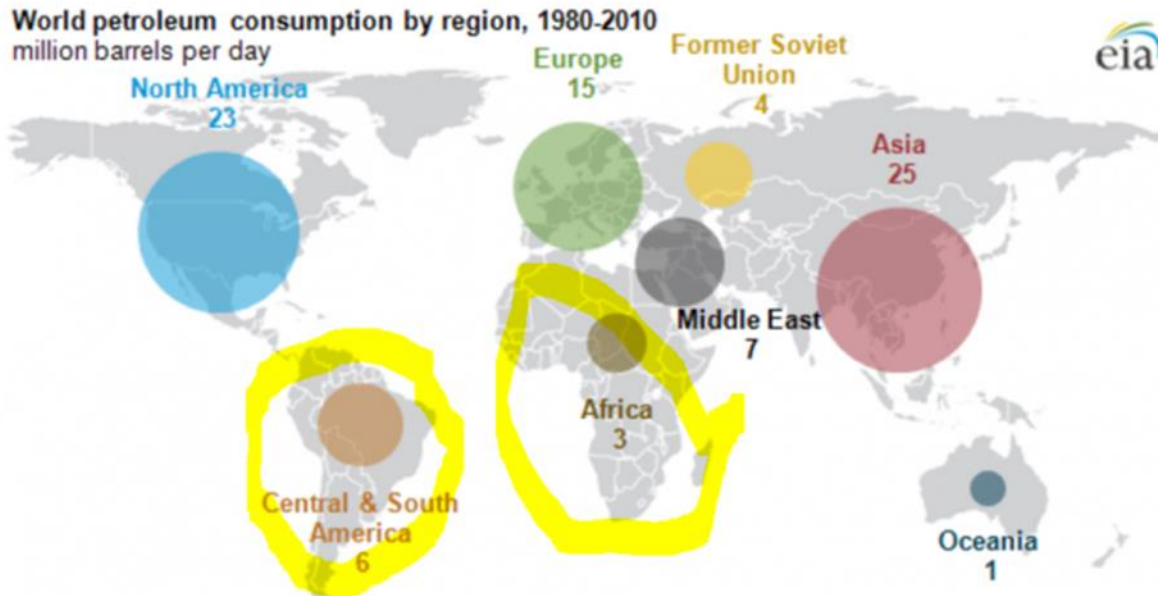 World petroleum consumption by region, 1980-2010
million barrels per day
eia
North America
23
Europe
15
Former Soviet
Union
4
Asia
25
Middle East
7
Africa
3
Central & South
America
6
Oceania
1